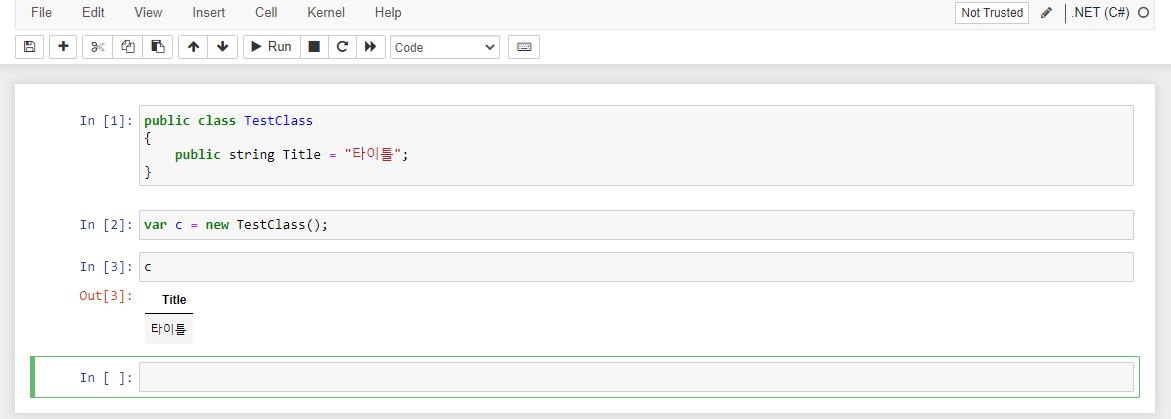 File Edit View Insert Cell Kernel Help Not Trusted .NET (C#)
Run Code
In [1]: public class TestClass
{
public string Title = "타이틀";
}
In [2]: var c = new TestClass();
In [3]: c
Out[3]: Title
타이틀
In [ ]: